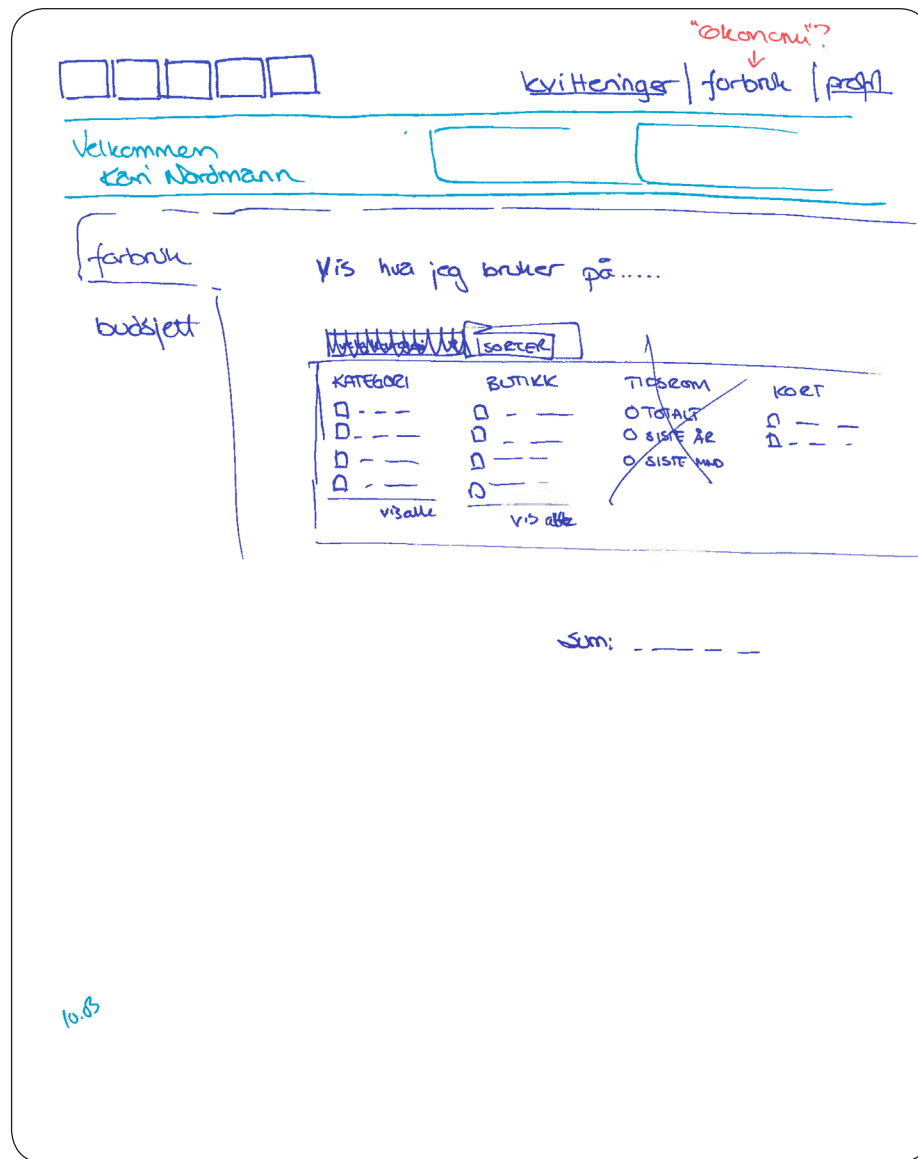 "Økonomi"?
kvitteringer | forbruk | profil
Velkommen
Kari Nordmann
forbruk
budsjett
Vis hva jeg bruker på.....
SORTER
KATEGORI BUTIKK TIDSROM KORT
TOTALT
SISTE ÅR
SISTE MND
vis alle vis alle
Sum:
10.03